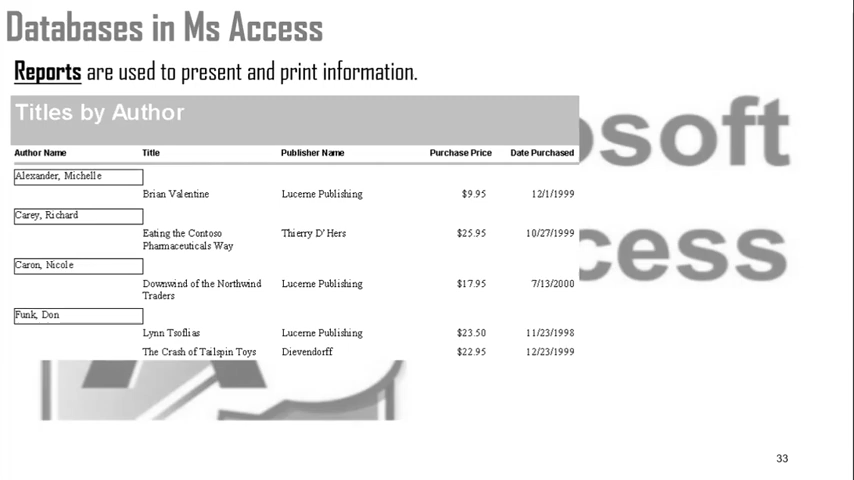 Databases in Ms Access
Reports are used to present and print information.
Titles by Author
Author Name Title Publisher Name Purchase Price Date Purchased
Alexander, Michelle
Brian Valentine Lucerne Publishing $9.95 12/1/1999
Carey, Richard
Eating the Contoso Thierry D'Hers $25.95 10/27/1999
Pharmaceuticals Way
Caron, Nicole
Downwind of the Northwind Lucerne Publishing $17.95 7/13/2000
Traders
Funk, Don
Lynn Tsoflias Lucerne Publishing $23.50 11/23/1998
The Crash of Tailspin Toys Dievendorff $22.95 12/23/1999
osoft
cess
33